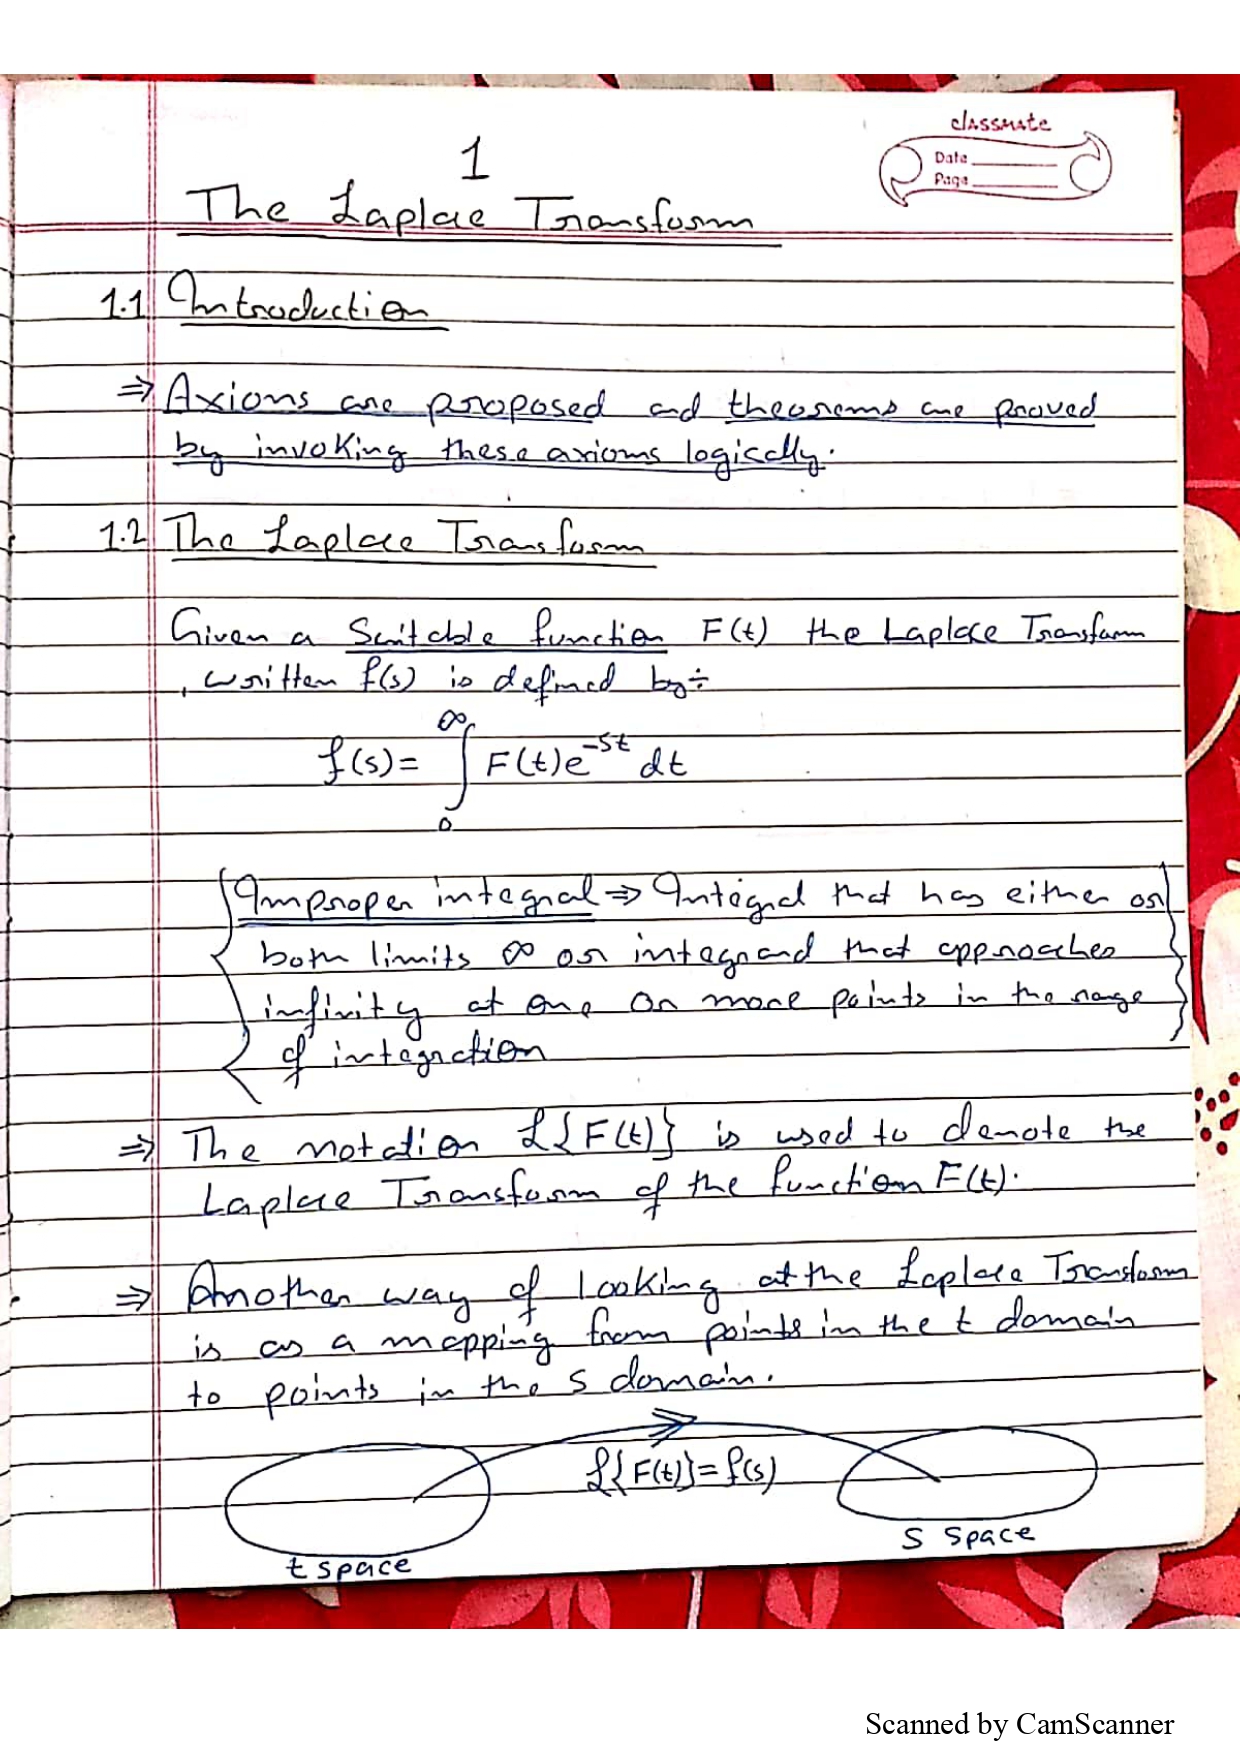 classmate
Date
Page
1
The Laplace Transform
1.1 Introduction
⇒ Axioms are proposed and theorems are proved
by invoking these axioms logically.
1.2 The Laplace Transform
Given a Suitable function F(t) the Laplace Transform
, written f(s) is defined by÷
f(s) = ∫₀^∞ F(t)e^{-st} dt
{Improper integral ⇒ Integral that has either or
both limits ∞ or integrand that approaches
infinity at one or more points in the range
of integration}
⇒ The notation ℒ{F(t)} is used to denote the
Laplace Transform of the function F(t).
⇒ Another way of looking at the Laplace Transform
is as a mapping from points in the t domain
to points in the s domain.
ℒ{F(t)} = f(s)
t space
s space
Scanned by CamScanner